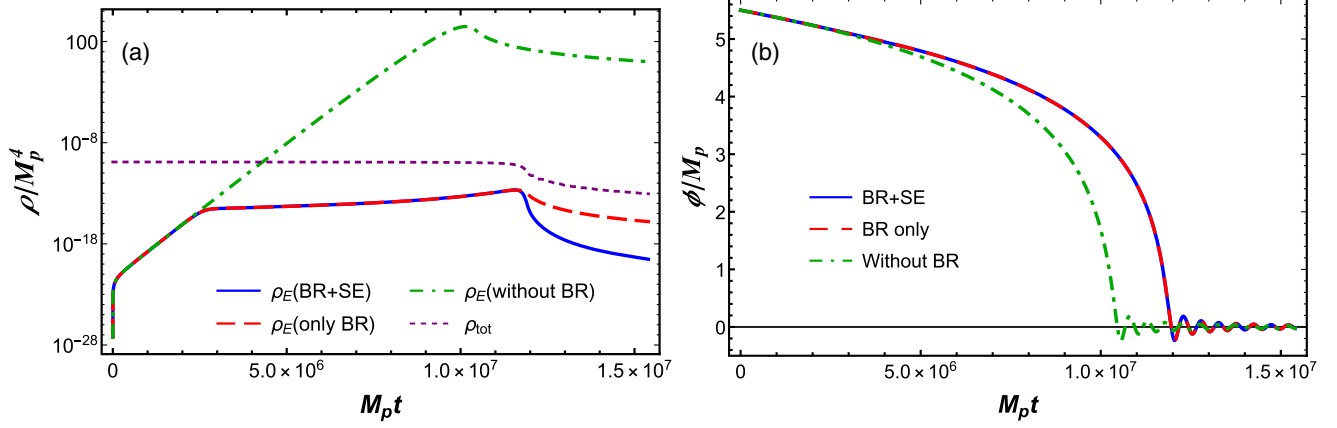 (a)
ρ/M_p^4
100
10^-8
10^-18
10^-28
ρ_E(BR+SE)
ρ_E(only BR)
ρ_E(without BR)
ρ_tot
0
5.0×10^6
1.0×10^7
1.5×10^7
M_p t
(b)
ϕ/M_p
5
4
3
2
1
0
BR+SE
BR only
Without BR
0
5.0×10^6
1.0×10^7
1.5×10^7
M_p t